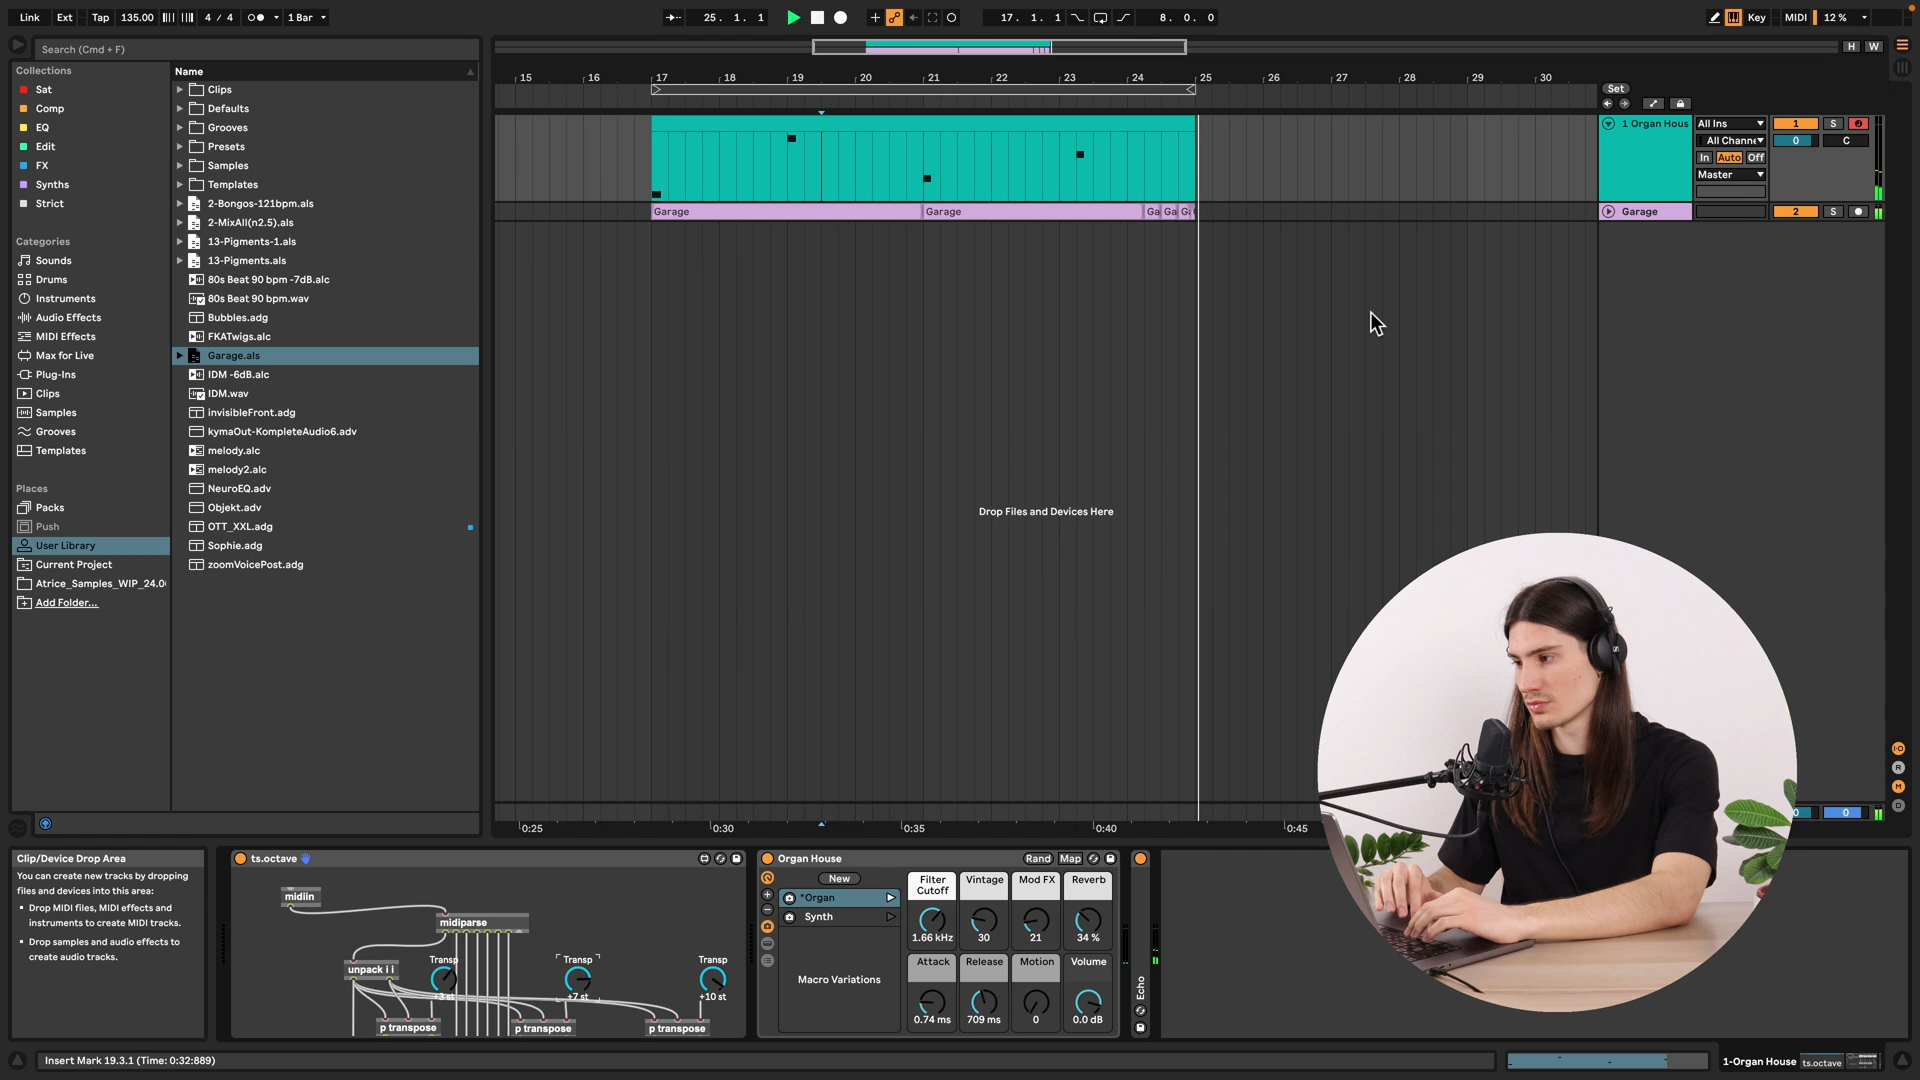 Link
Ext
Tap
135.00
4 / 4
1 Bar
25. 1. 1
17. 1. 1
8. 0. 0
Key
MIDI
12 %
Search (Cmd + F)
H
W
Collections
Sat
Comp
EQ
Edit
FX
Synths
Strict
Categories
Sounds
Drums
Instruments
Audio Effects
MIDI Effects
Max for Live
Plug-Ins
Clips
Samples
Grooves
Templates
Places
Packs
Push
User Library
Current Project
Atrice_Samples_WIP_24.0
Add Folder...
Name
Clips
Defaults
Grooves
Presets
Samples
Templates
2-Bongos-121bpm.als
2-MixAll(n2.5).als
13-Pigments-1.als
13-Pigments.als
80s Beat 90 bpm -7dB.alc
80s Beat 90 bpm.wav
Bubbles.adg
FKATwigs.alc
Garage.als
IDM -6dB.alc
IDM.wav
invisibleFront.adg
kymaOut-KompleteAudio6.adv
melody.alc
melody2.alc
NeuroEQ.adv
Objekt.adv
OTT_XXL.adg
Sophie.adg
zoomVoicePost.adg
15 16 17 18 19 20 21 22 23 24 25 26 27 28 29 30
Set
1 Organ Hous
All Ins
1
S
All Channe
0
C
In
Auto
Off
Master
Garage
Garage
Ga
Ga
Garage
2
S
Drop Files and Devices Here
0:25
0:30
0:35
0:40
0:45
0
0
R
M
D
Clip/Device Drop Area
You can create new tracks by dropping
files and devices into this area:
Drop MIDI files, MIDI effects and
instruments to create MIDI tracks.
Drop samples and audio effects to
create audio tracks.
ts.octave
midiin
midiparse
unpack i i
Transp
+3 st
Transp
+7 st
Transp
+10 st
p transpose
p transpose
p transpose
Organ House
Rand
Map
New
*Organ
Synth
Macro Variations
Filter
Cutoff
1.66 kHz
Vintage
30
Mod FX
21
Reverb
34 %
Attack
0.74 ms
Release
709 ms
Motion
0
Volume
0.0 dB
Echo
Insert Mark 19.3.1 (Time: 0:32:889)
1-Organ House
ts.octave